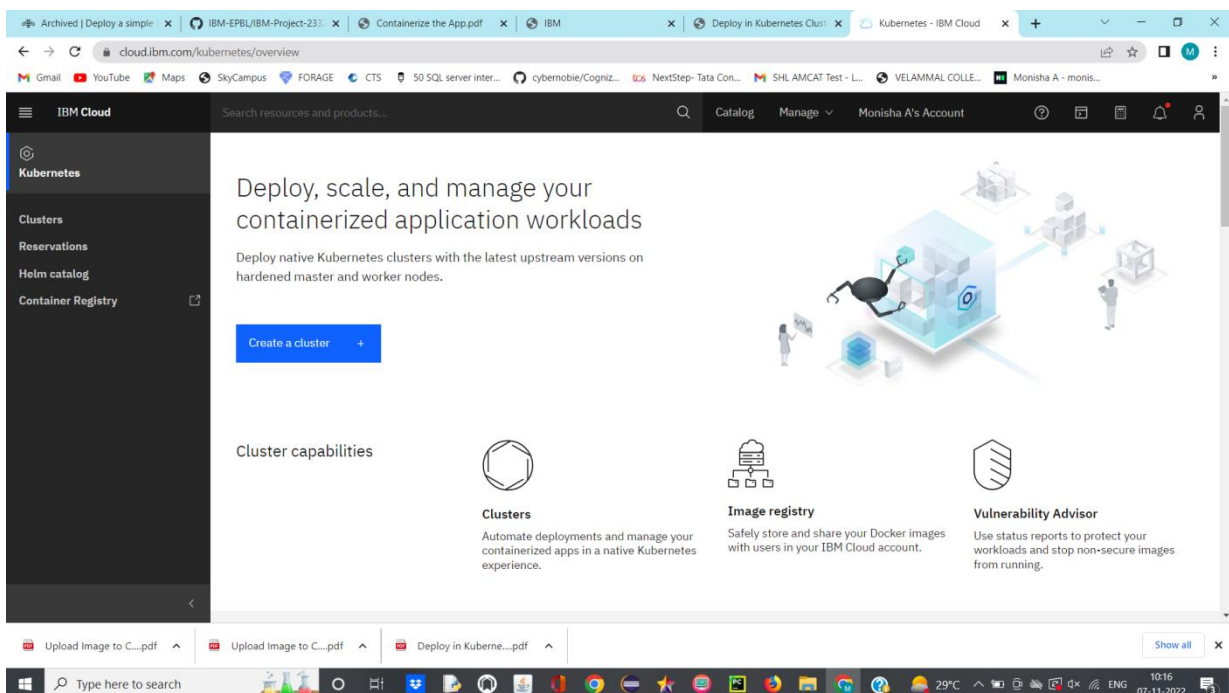 Archived | Deploy a simple
IBM-EPBL/IBM-Project-233
Containerize the App.pdf
IBM
Deploy in Kubernetes Clust
Kubernetes - IBM Cloud
cloud.ibm.com/kubernetes/overview
M
Gmail
YouTube
Maps
SkyCampus
FORAGE
CTS
50 SQL server inter...
cybernobie/Cogniz...
tcs NextStep- Tata Con...
SHL AMCAT Test - L...
VELAMMAL COLLE...
Monisha A - monis...
»
IBM Cloud
Search resources and products...
Catalog
Manage
Monisha A's Account
Kubernetes
Clusters
Reservations
Helm catalog
Container Registry
Deploy, scale, and manage your
containerized application workloads
Deploy native Kubernetes clusters with the latest upstream versions on
hardened master and worker nodes.
Create a cluster +
Cluster capabilities
Clusters
Automate deployments and manage your
containerized apps in a native Kubernetes
experience.
Image registry
Safely store and share your Docker images
with users in your IBM Cloud account.
Vulnerability Advisor
Use status reports to protect your
workloads and stop non-secure images
from running.
Upload Image to C....pdf
Upload Image to C....pdf
Deploy in Kuberne....pdf
Show all
Type here to search
29°C
ENG
10:16
07-11-2022